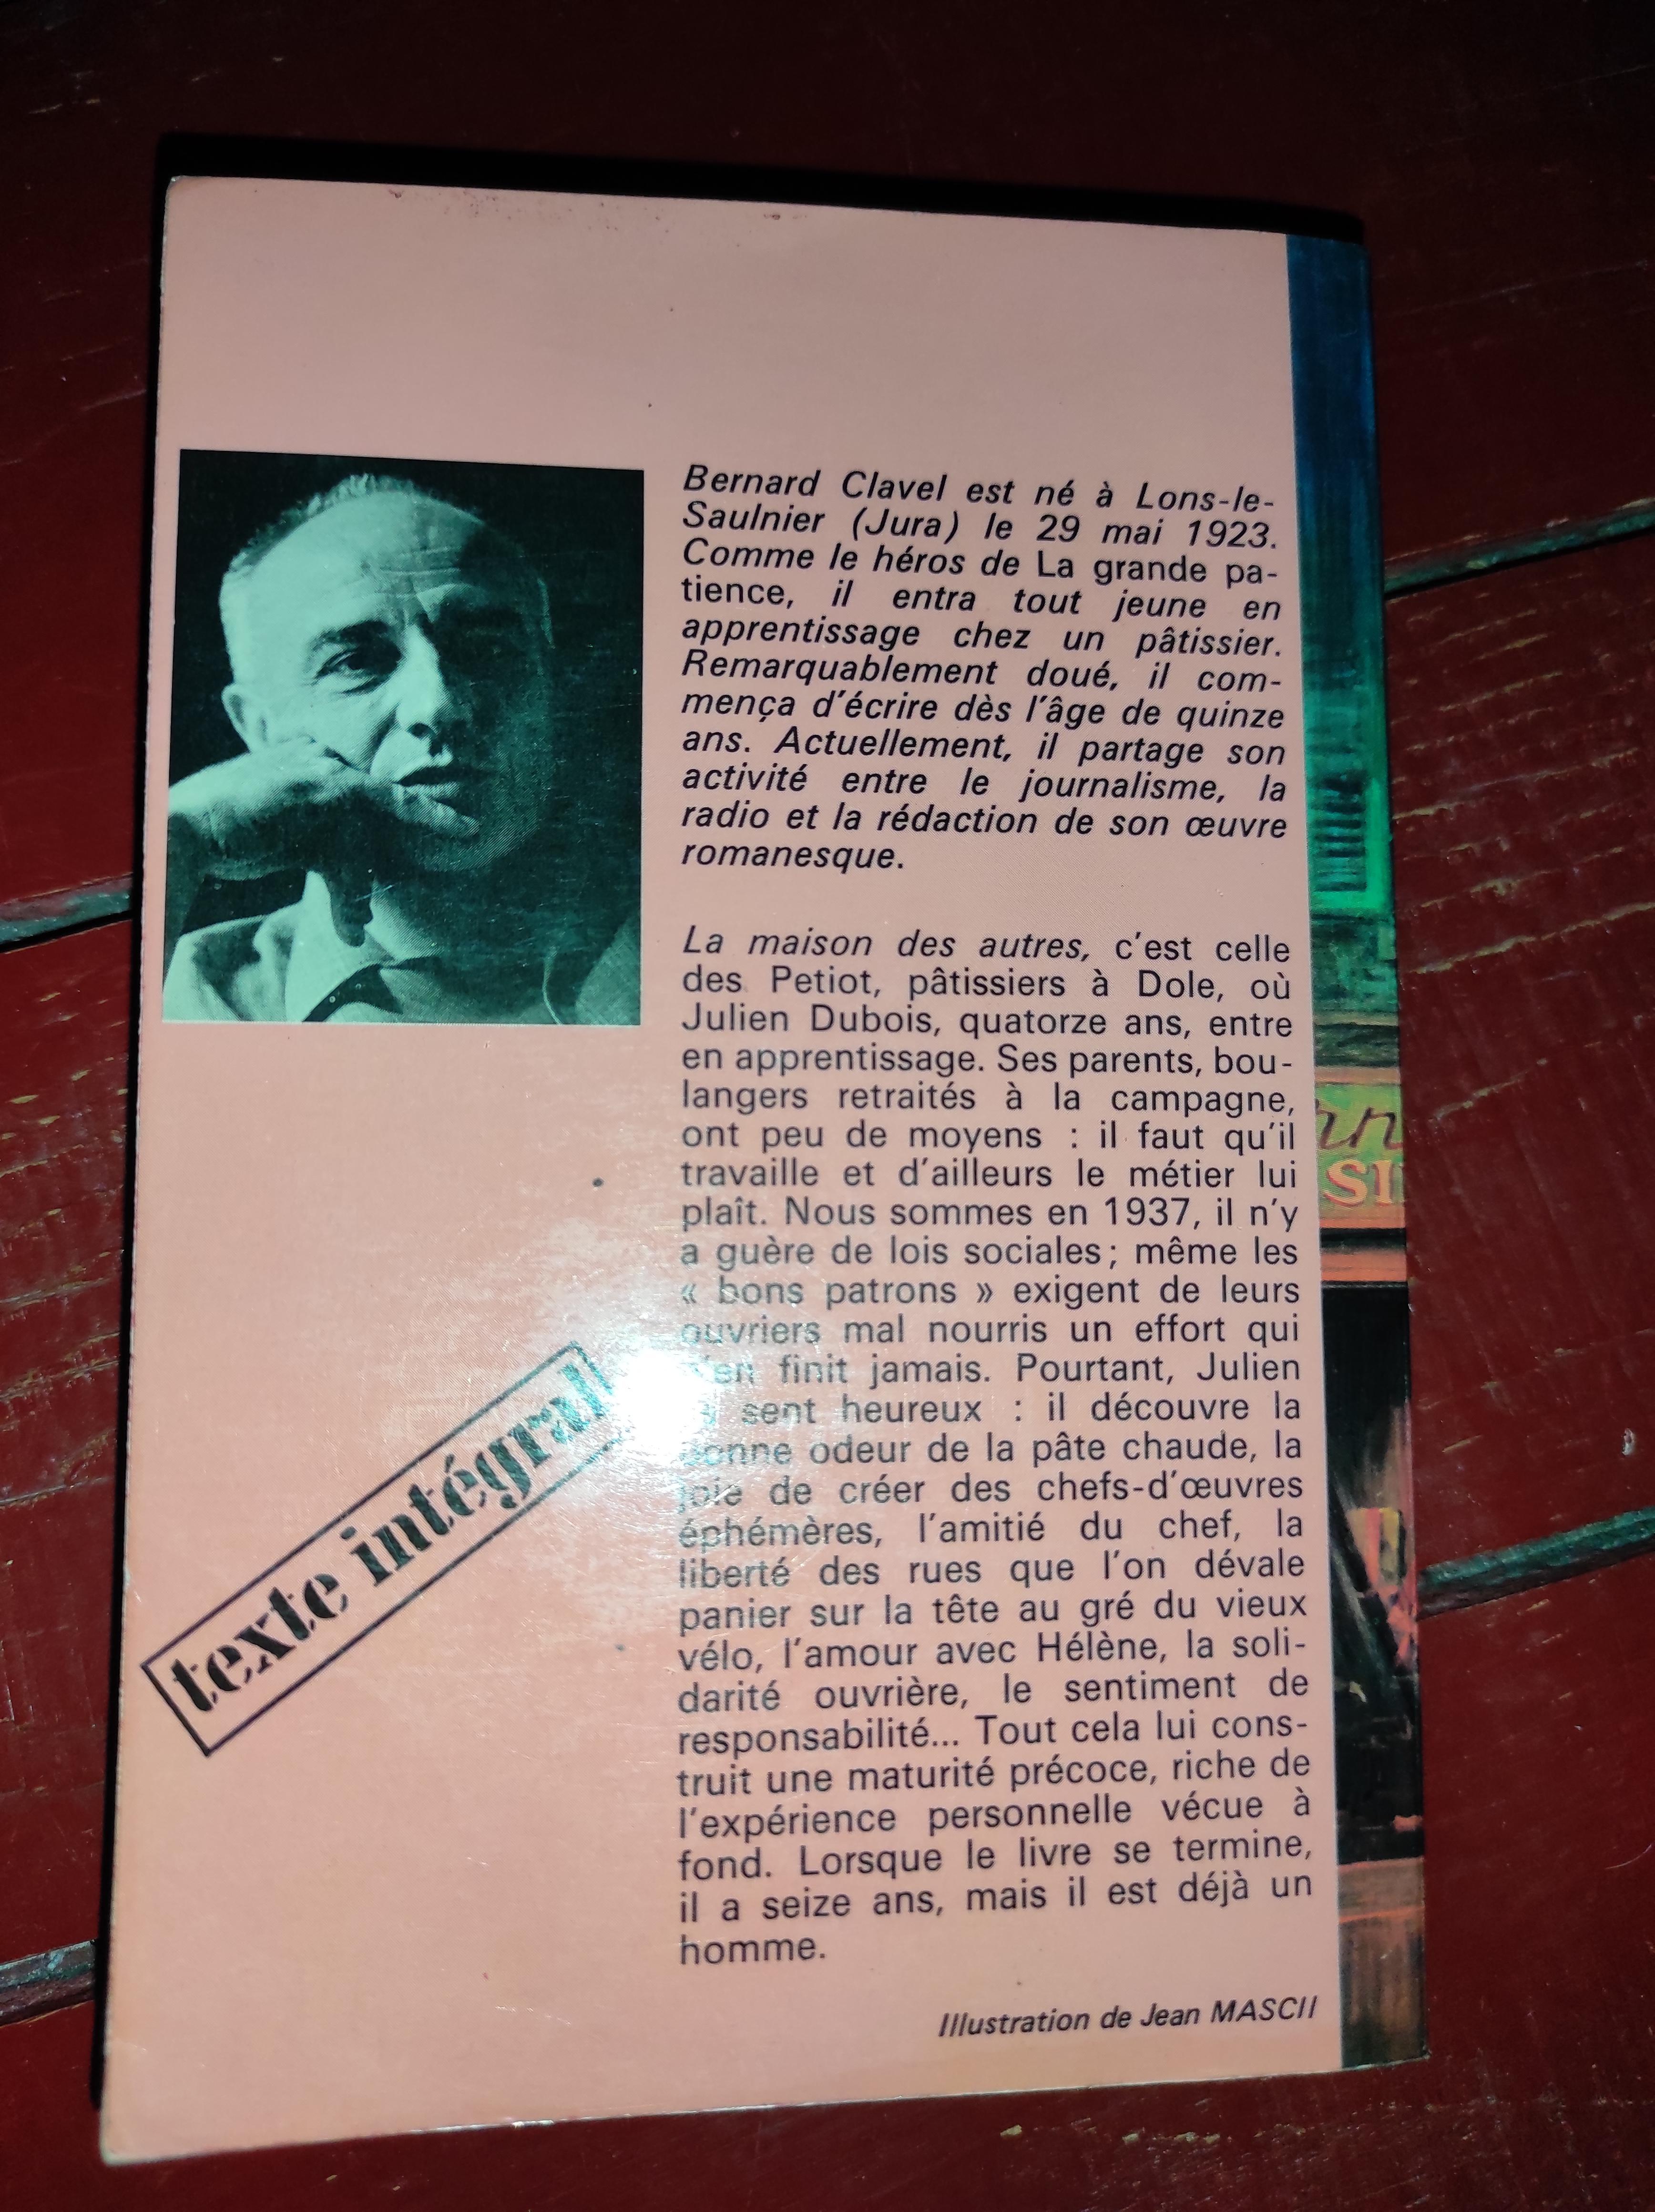 Bernard Clavel est né à Lons-le-
Saulnier (Jura) le 29 mai 1923.
Comme le héros de La grande pa-
tience, il entra tout jeune en
apprentissage chez un pâtissier.
Remarquablement doué, il com-
mença d'écrire dès l'âge de quinze
ans. Actuellement, il partage son
activité entre le journalisme, la
radio et la rédaction de son œuvre
romanesque.
La maison des autres, c'est celle
des Petiot, pâtissiers à Dole, où
Julien Dubois, quatorze ans, entre
en apprentissage. Ses parents, bou-
langers retraités à la campagne,
ont peu de moyens : il faut qu'il
travaille et d'ailleurs le métier lui
plaît. Nous sommes en 1937, il n'y
a guère de lois sociales ; même les
« bons patrons » exigent de leurs
ouvriers mal nourris un effort qui
n'en finit jamais. Pourtant, Julien
sent heureux : il découvre la
bonne odeur de la pâte chaude, la
joie de créer des chefs-d'œuvres
éphémères, l'amitié du chef, la
liberté des rues que l'on dévale
panier sur la tête au gré du vieux
vélo, l'amour avec Hélène, la soli-
darité ouvrière, le sentiment de
responsabilité... Tout cela lui cons-
truit une maturité précoce, riche de
l'expérience personnelle vécue à
fond. Lorsque le livre se termine,
il a seize ans, mais il est déjà un
homme.
texte intégral
Illustration de Jean MASCII